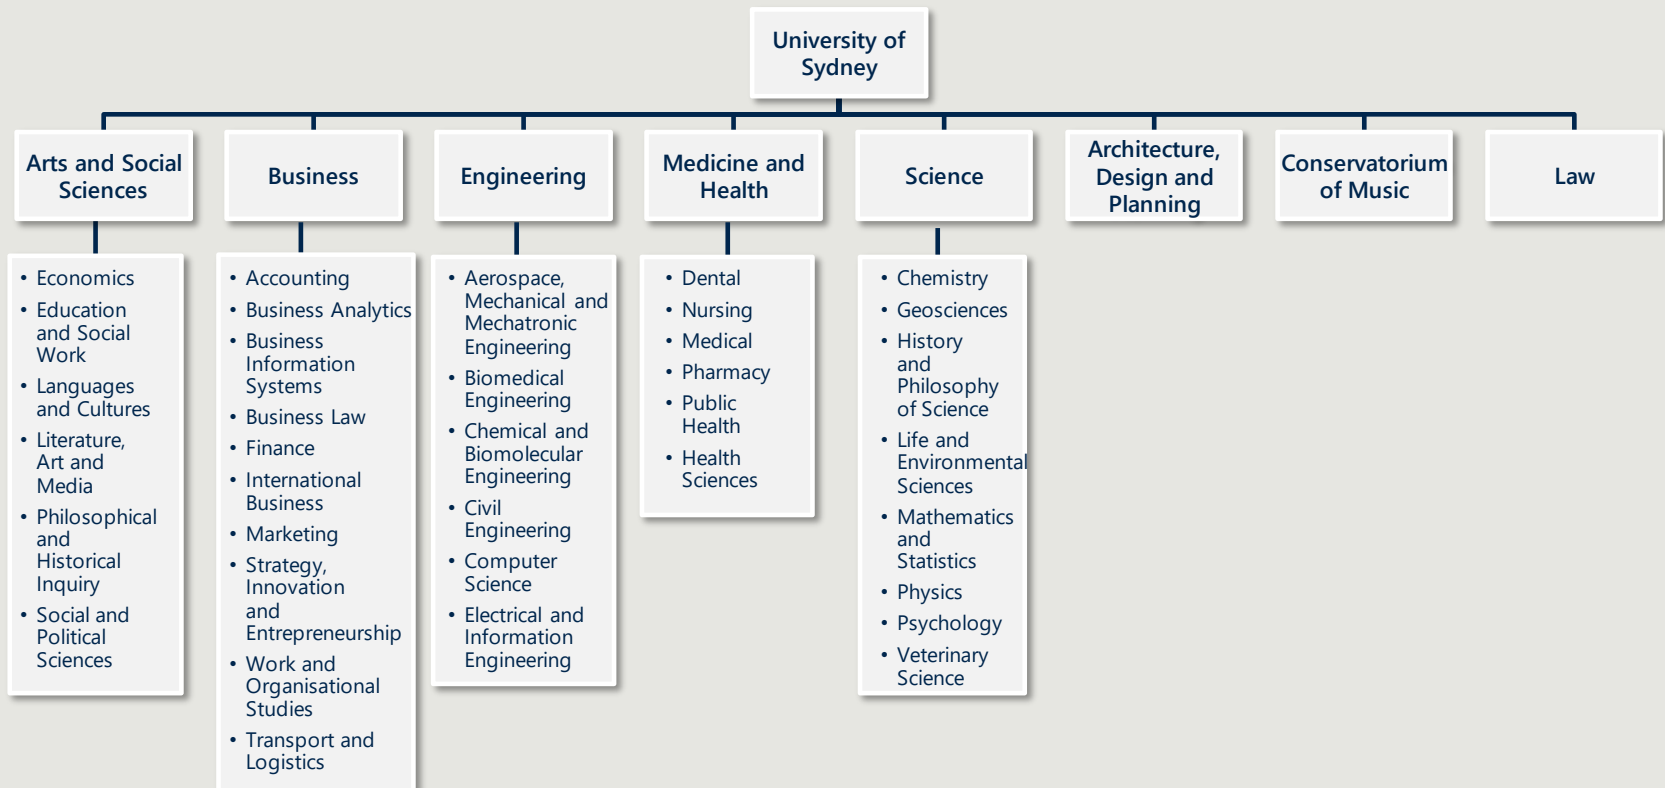 University of
Sydney
Arts and Social
Sciences
Business
Engineering
Medicine and
Health
Science
Architecture,
Design and
Planning
Conservatorium
of Music
Law
• Economics
• Education
and Social
Work
• Languages
and Cultures
• Literature,
Art and
Media
• Philosophical
and
Historical
Inquiry
• Social and
Political
Sciences
• Accounting
• Business Analytics
• Business
Information
Systems
• Business Law
• Finance
• International
Business
• Marketing
• Strategy,
Innovation
and
Entrepreneurship
• Work and
Organisational
Studies
• Transport and
Logistics
• Aerospace,
Mechanical and
Mechatronic
Engineering
• Biomedical
Engineering
• Chemical and
Biomolecular
Engineering
• Civil
Engineering
• Computer
Science
• Electrical and
Information
Engineering
• Dental
• Nursing
• Medical
• Pharmacy
• Public
Health
• Health
Sciences
• Chemistry
• Geosciences
• History
and
Philosophy
of Science
• Life and
Environmental
Sciences
• Mathematics
and
Statistics
• Physics
• Psychology
• Veterinary
Science